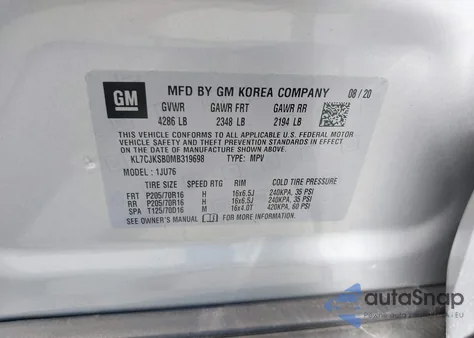 GM
MFD BY GM KOREA COMPANY 08/20
GVWR GAWR FRT GAWR RR
4286 LB 2348 LB 2194 LB
THIS VEHICLE CONFORMS TO ALL APPLICABLE U.S. FEDERAL MOTOR
VEHICLE SAFETY, BUMPER, AND THEFT PREVENTION STANDARDS IN
EFFECT ON THE DATE OF MANUFACTURE SHOWN ABOVE.
KL7CJKSB0MB319698 TYPE: MPV
MODEL: 1JU76
TIRE SIZE SPEED RTG RIM COLD TIRE PRESSURE
FRT P205/70R16 H 16x6.5J 240KPA, 35 PSI
RR P205/70R16 H 16x6.5J 240KPA, 35 PSI
SPA T125/70D16 M 16x4.0T 420KPA, 60 PSI
SEE OWNER'S MANUAL FOR ADDITIONAL INFORMATION.
autoSnap